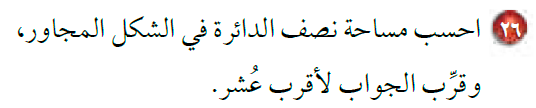 ٢٦ احسب مساحة نصف الدائرة في الشكل المجاور،
وقرِّب الجواب لأقرب عُشر.